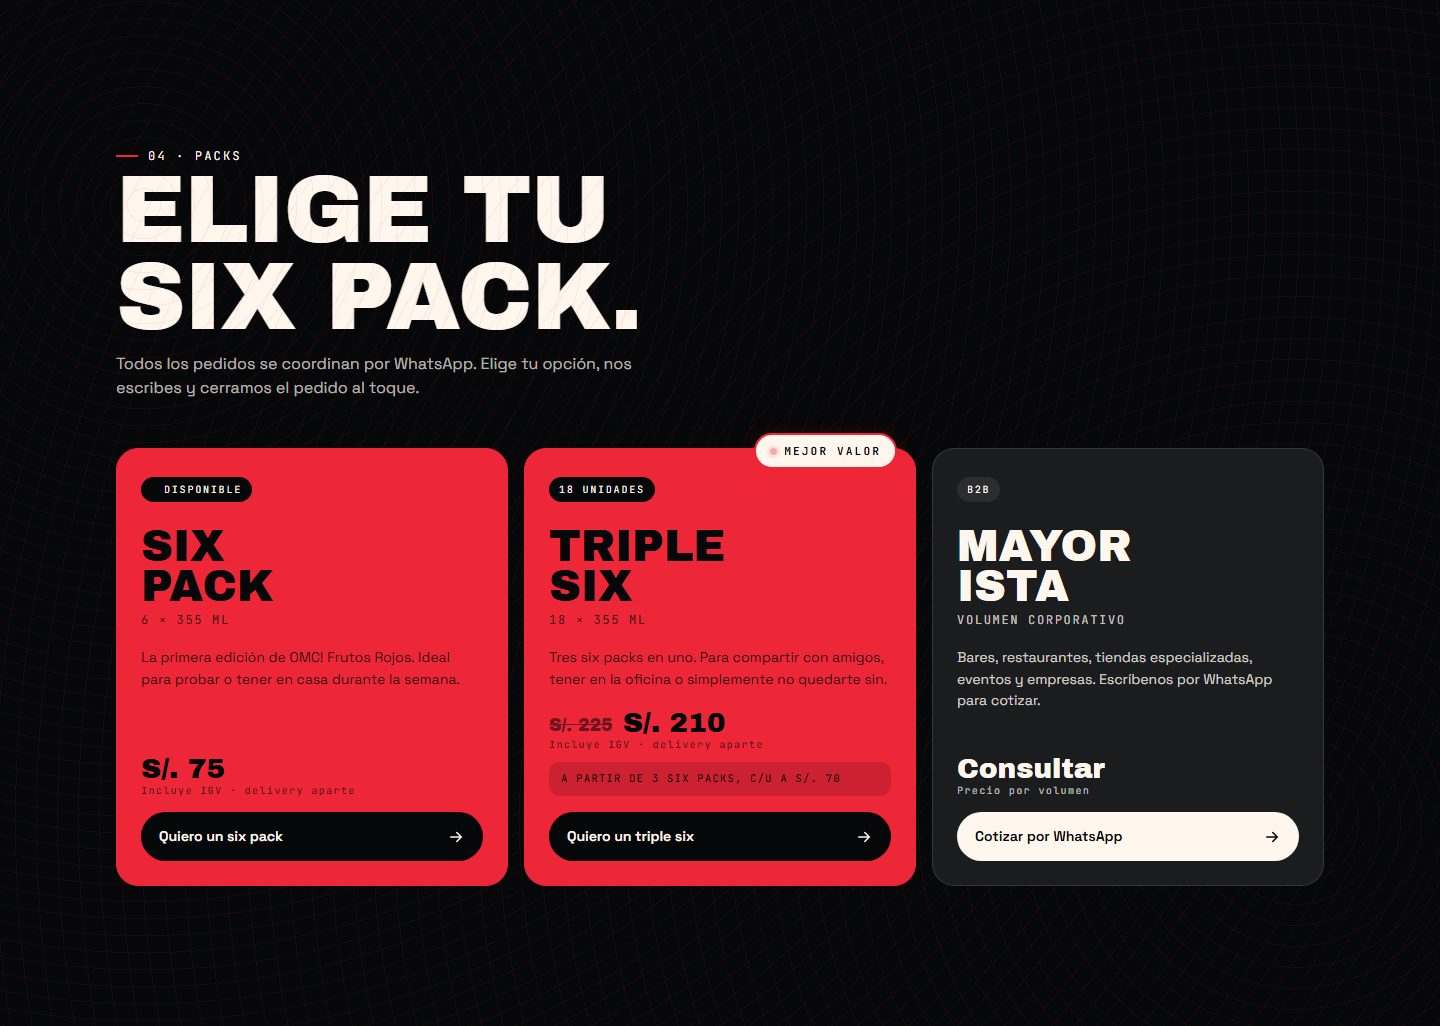 04 · PACKS
ELIGE TU
SIX PACK.
Todos los pedidos se coordinan por WhatsApp. Elige tu opción, nos
escribes y cerramos el pedido al toque.
DISPONIBLE
SIX
PACK
6 × 355 ML
La primera edición de OMC! Frutos Rojos. Ideal
para probar o tener en casa durante la semana.
S/. 75
Incluye IGV · delivery aparte
Quiero un six pack →
MEJOR VALOR
18 UNIDADES
TRIPLE
SIX
18 × 355 ML
Tres six packs en uno. Para compartir con amigos,
tener en la oficina o simplemente no quedarte sin.
S/. 225 S/. 210
Incluye IGV · delivery aparte
A PARTIR DE 3 SIX PACKS, C/U A S/. 70
Quiero un triple six →
B2B
MAYOR
ISTA
VOLUMEN CORPORATIVO
Bares, restaurantes, tiendas especializadas,
eventos y empresas. Escríbenos por WhatsApp
para cotizar.
Consultar
Precio por volumen
Cotizar por WhatsApp →